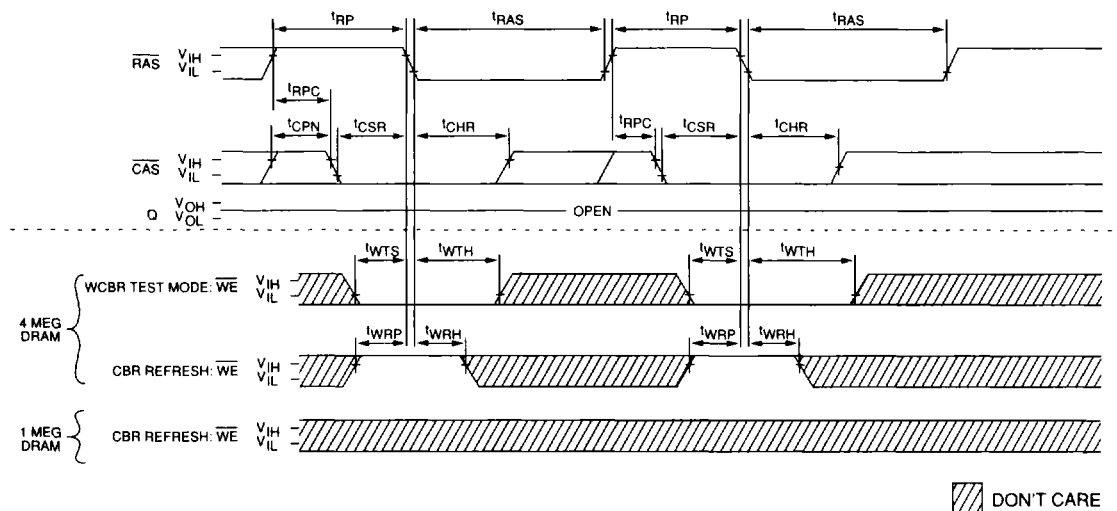 tRP tRAS tRP tRAS
RAS VIH
VIL
tRPC
tCPN tCSR tCHR tRPC tCSR tCHR
CAS VIH
VIL
Q VOH
VOL
OPEN
tWTS tWTH tWTS tWTH
WCBR TEST MODE: WE VIH
VIL
4 MEG
DRAM
tWRP tWRH tWRP tWRH
CBR REFRESH: WE VIH
VIL
1 MEG
DRAM
CBR REFRESH: WE VIH
VIL
DON'T CARE